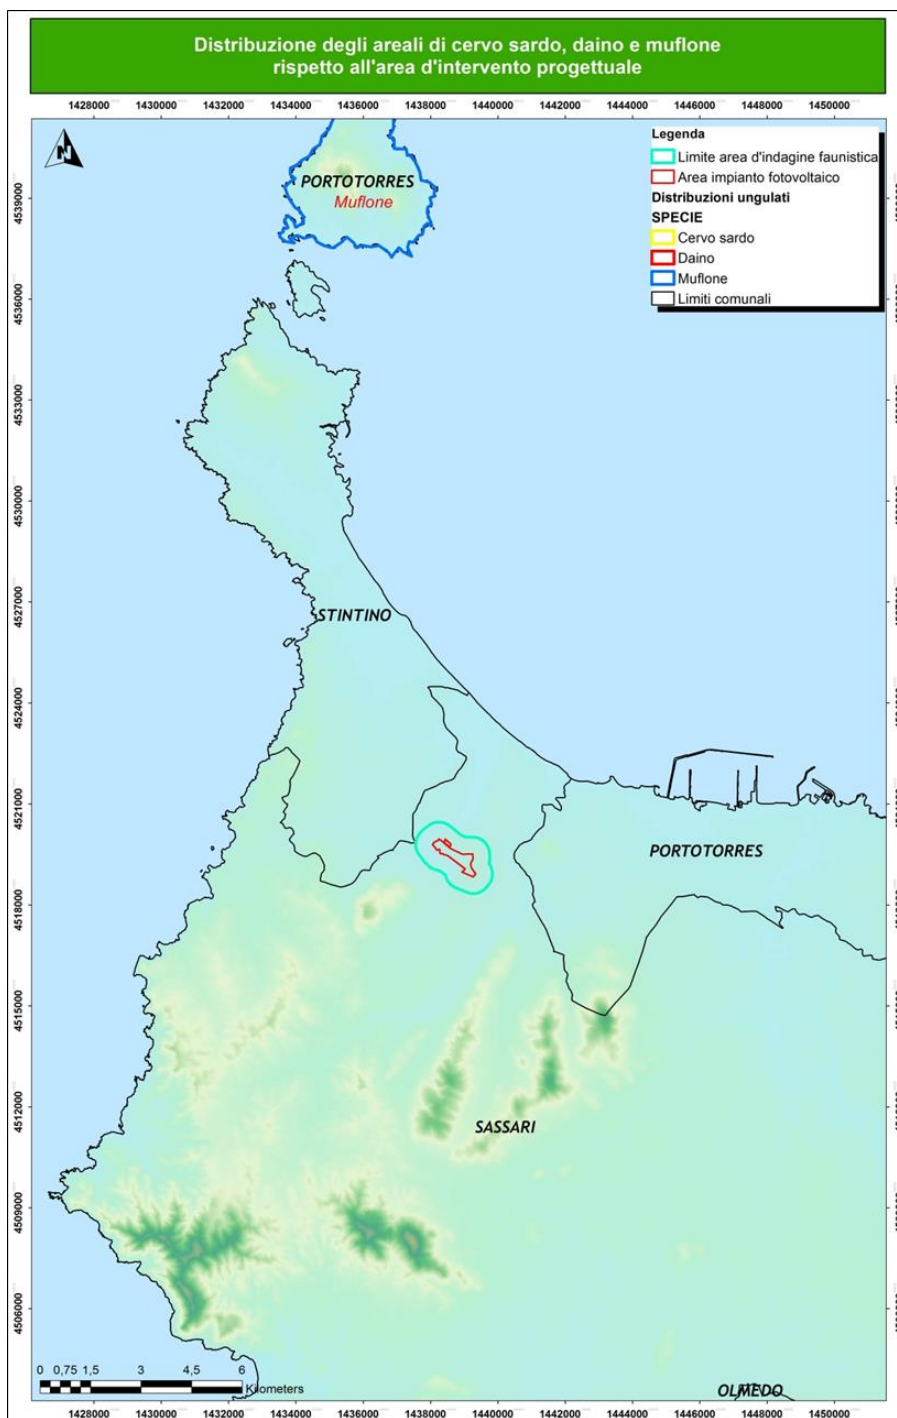 Distribuzione degli areali di cervo sardo, daino e muflone
rispetto all'area d'intervento progettuale
1428000 1430000 1432000 1434000 1436000 1438000 1440000 1442000 1444000 1446000 1448000 1450000
N
Legenda
Limite area d'indagine faunistica
Area impianto fotovoltaico
Distribuzioni ungulati
SPECIE
Cervo sardo
Daino
Muflone
Limiti comunali
PORTOTORRES
Muflone
4539000
4536000
4533000
4530000
4527000
STINTINO
4524000
4521000
PORTOTORRES
4518000
4515000
4512000
SASSARI
4509000
4506000
0 0,75 1,5 3 4,5 6
Kilometers
OLMEDO
1428000 1430000 1432000 1434000 1436000 1438000 1440000 1442000 1444000 1446000 1448000 1450000